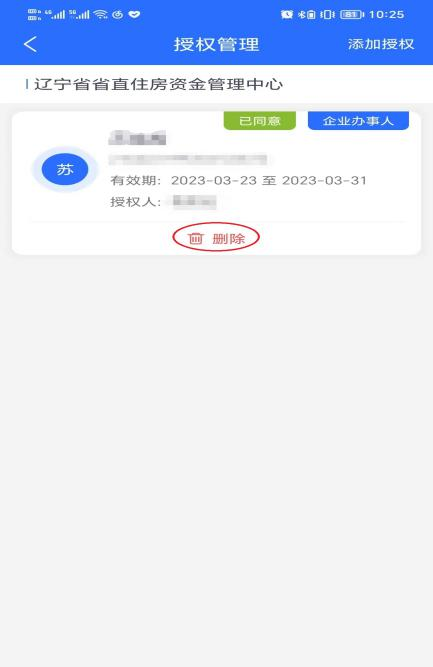 81 10:25
授权管理
添加授权
辽宁省省直住房资金管理中心
已同意
企业办事人
苏
有效期: 2023-03-23 至 2023-03-31
授权人:
删除